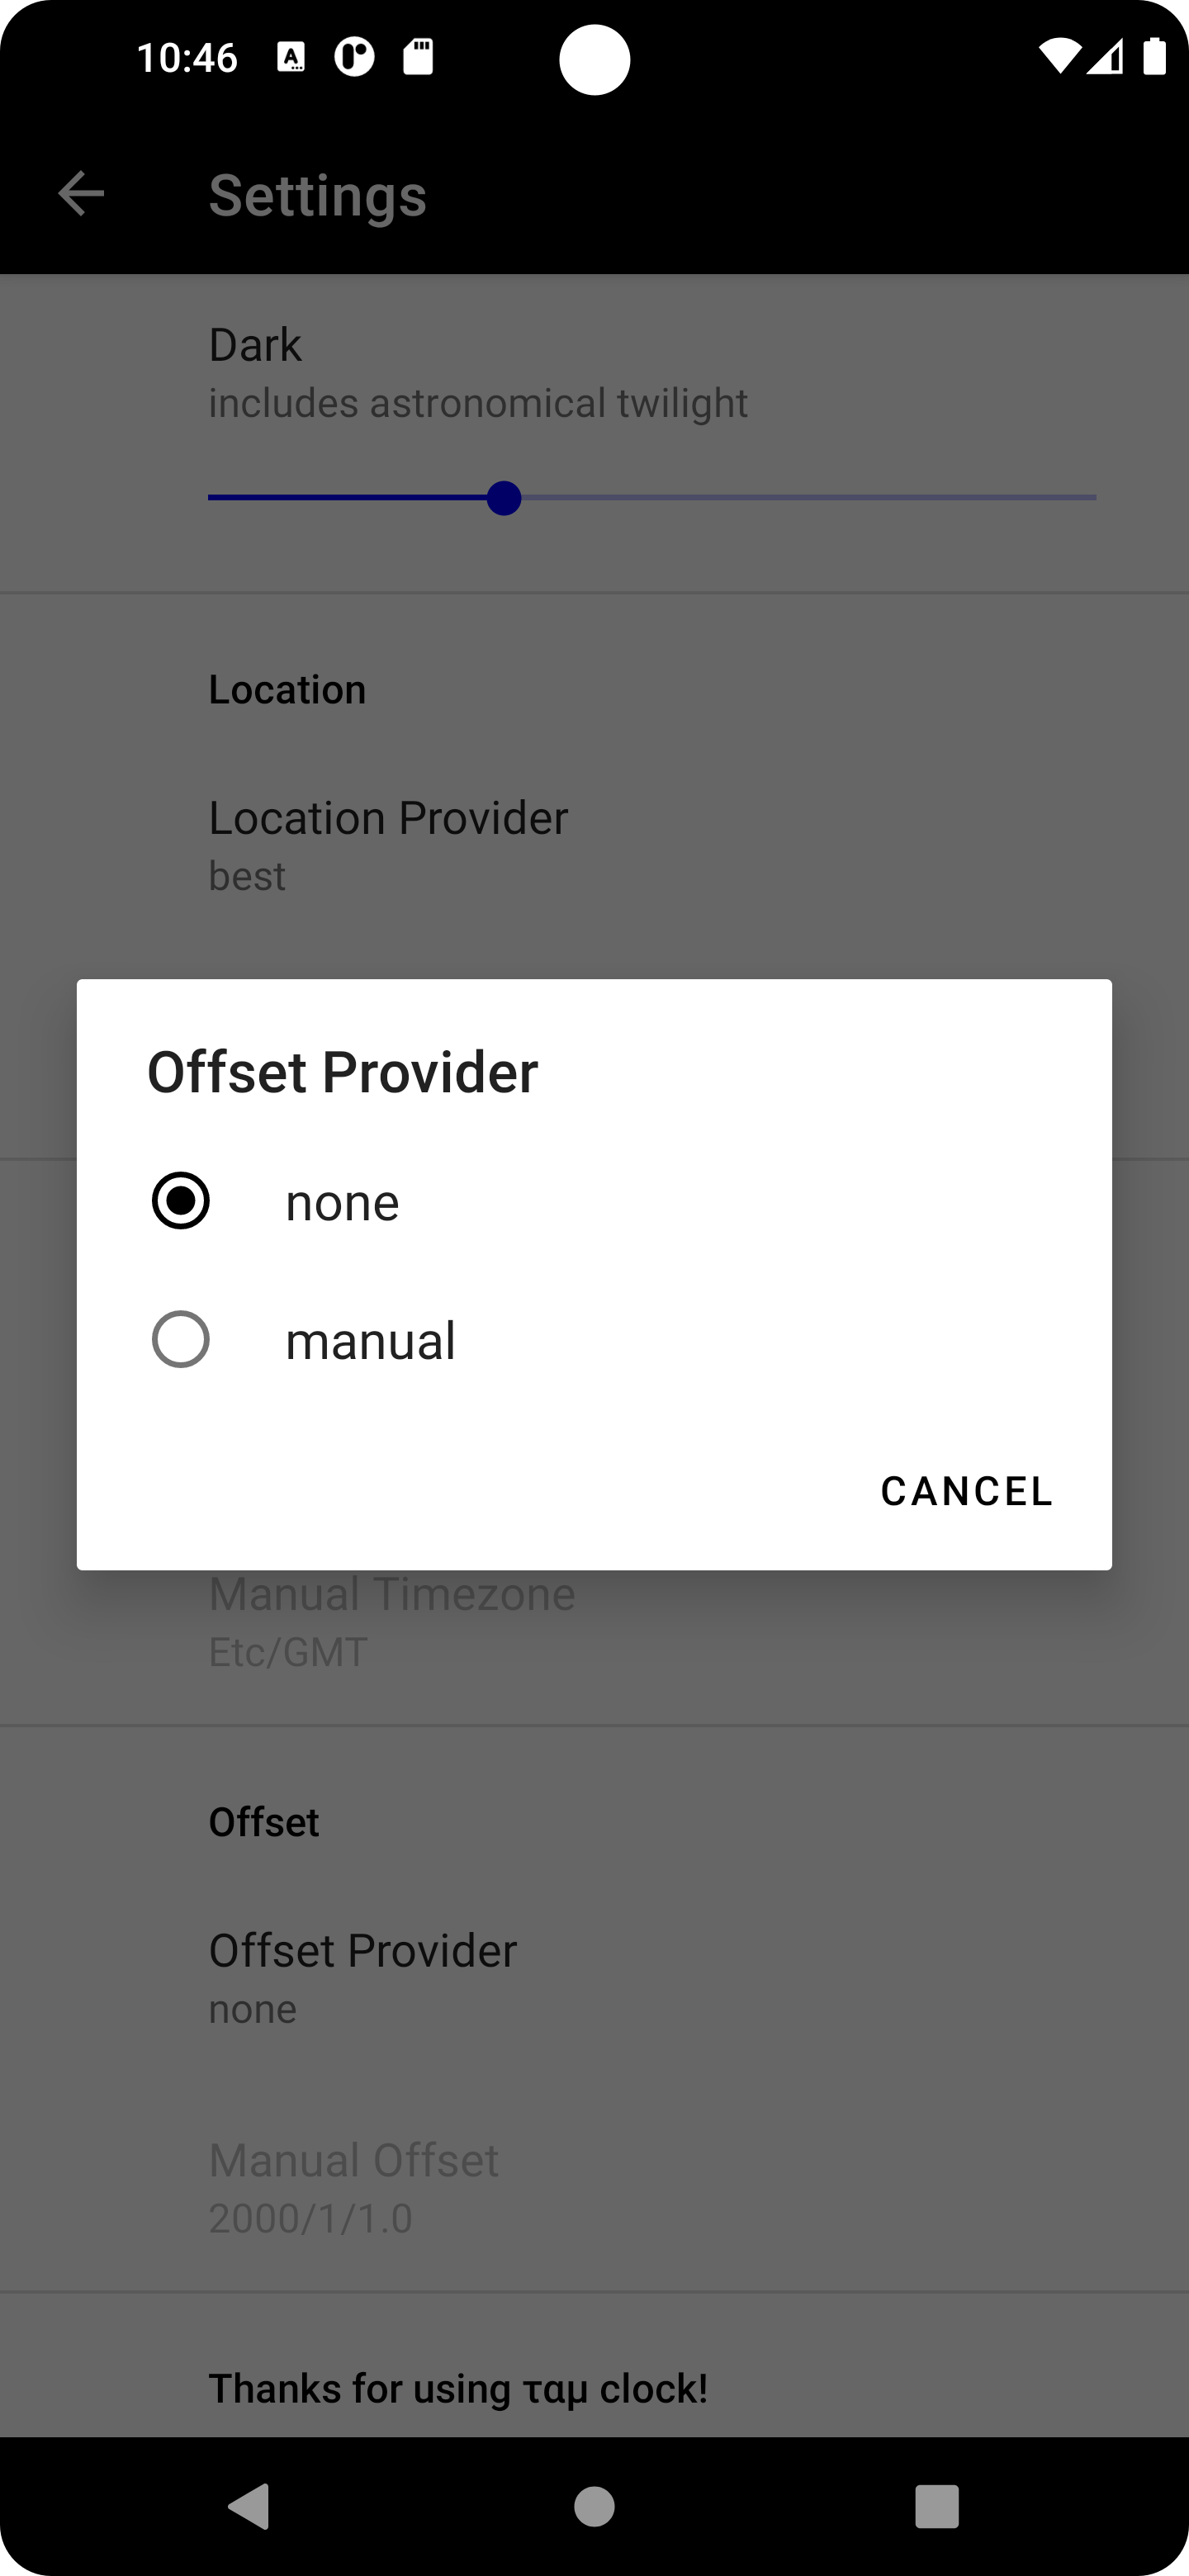 10:46
Settings
Dark
includes astronomical twilight
Location
Location Provider
best
Offset Provider
none
manual
CANCEL
Manual Timezone
Etc/GMT
Offset
Offset Provider
none
Manual Offset
2000/1/1.0
Thanks for using ταμ clock!